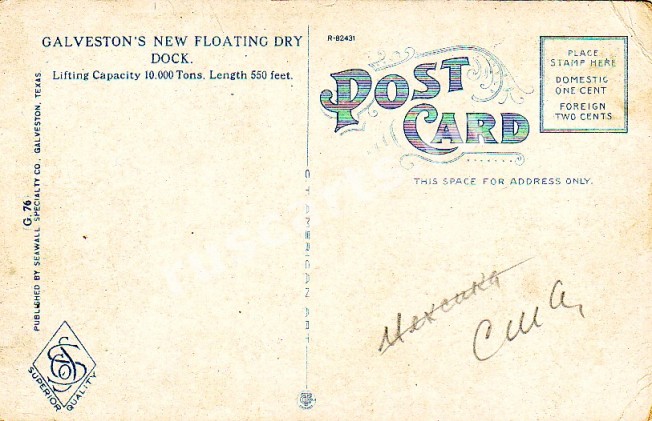 GALVESTON'S NEW FLOATING DRY
DOCK.
Lifting Capacity 10,000 Tons. Length 550 feet.
G. 76
PUBLISHED BY SEAWALL SPECIALTY CO., GALVESTON, TEXAS
SUPERIOR QUALITY
C. T. AMERICAN ART
R-82431
POST
CARD
PLACE
STAMP HERE
DOMESTIC
ONE CENT
FOREIGN
TWO CENTS
THIS SPACE FOR ADDRESS ONLY.
Мексика
США